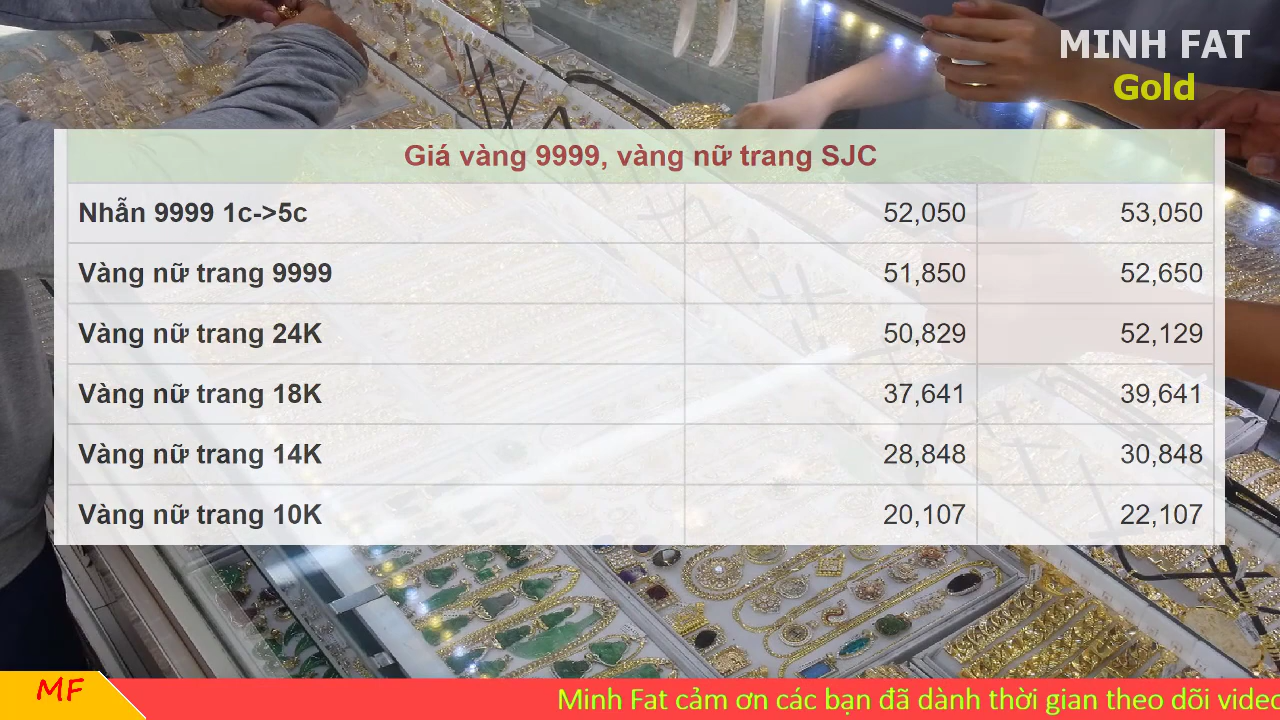 MINH FAT
Gold
Giá vàng 9999, vàng nữ trang SJC
Nhẫn 9999 1c->5c 52,050 53,050
Vàng nữ trang 9999 51,850 52,650
Vàng nữ trang 24K 50,829 52,129
Vàng nữ trang 18K 37,641 39,641
Vàng nữ trang 14K 28,848 30,848
Vàng nữ trang 10K 20,107 22,107
MF
Minh Fat cảm ơn các bạn đã dành thời gian theo dõi video